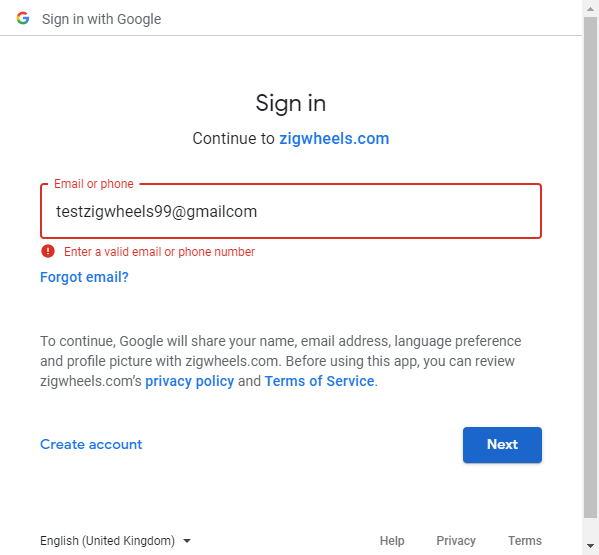 Sign in with Google
Sign in
Continue to zigwheels.com
Email or phone
testzigwheels99@gmailcom
Enter a valid email or phone number
Forgot email?
To continue, Google will share your name, email address, language preference
and profile picture with zigwheels.com. Before using this app, you can review
zigwheels.com’s privacy policy and Terms of Service.
Create account
Next
English (United Kingdom)
Help
Privacy
Terms